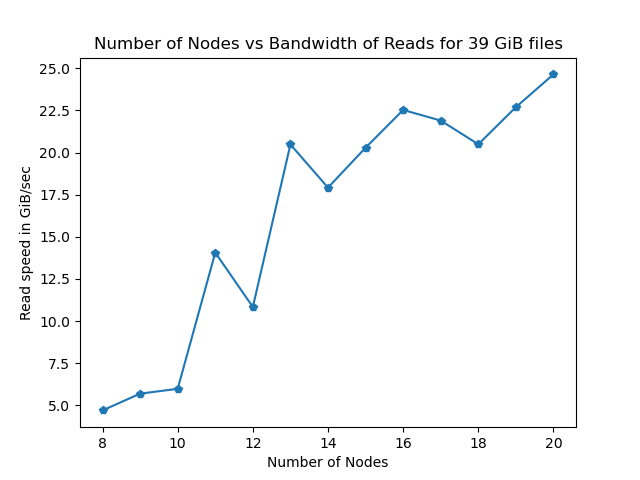 Number of Nodes vs Bandwidth of Reads for 39 GiB files
25.0
22.5
20.0
17.5
15.0
12.5
10.0
7.5
5.0
Read speed in GiB/sec
8 10 12 14 16 18 20
Number of Nodes